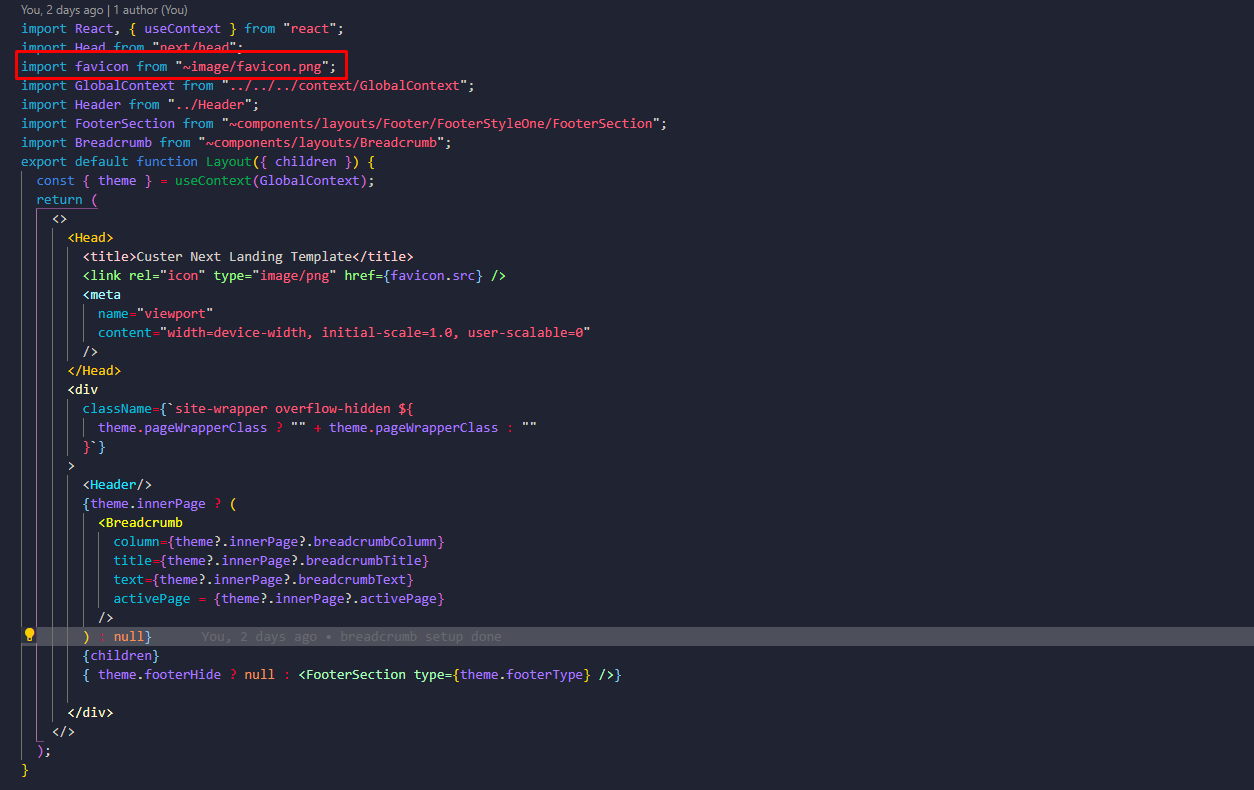 You, 2 days ago | 1 author (You)
import React, { useContext } from "react";
import Head from "next/head";
import favicon from "~image/favicon.png";
import GlobalContext from "../../../context/GlobalContext";
import Header from "../Header";
import FooterSection from "~components/layouts/Footer/FooterStyleOne/FooterSection";
import Breadcrumb from "~components/layouts/Breadcrumb";
export default function Layout({ children }) {
  const { theme } = useContext(GlobalContext);
  return (
    <>
      <Head>
        <title>Custer Next Landing Template</title>
        <link rel="icon" type="image/png" href={favicon.src} />
        <meta
          name="viewport"
          content="width=device-width, initial-scale=1.0, user-scalable=0"
        />
      </Head>
      <div
        className={`site-wrapper overflow-hidden ${
          theme.pageWrapperClass ? "" + theme.pageWrapperClass : ""
        }`}
      >
        <Header/>
        {theme.innerPage ? (
          <Breadcrumb
            column={theme?.innerPage?.breadcrumbColumn}
            title={theme?.innerPage?.breadcrumbTitle}
            text={theme?.innerPage?.breadcrumbText}
            activePage = {theme?.innerPage?.activePage}
          />
        ) : null}      You, 2 days ago • breadcrumb setup done
        {children}
        { theme.footerHide ? null : <FooterSection type={theme.footerType} />}
      </div>
    </>
  );
}